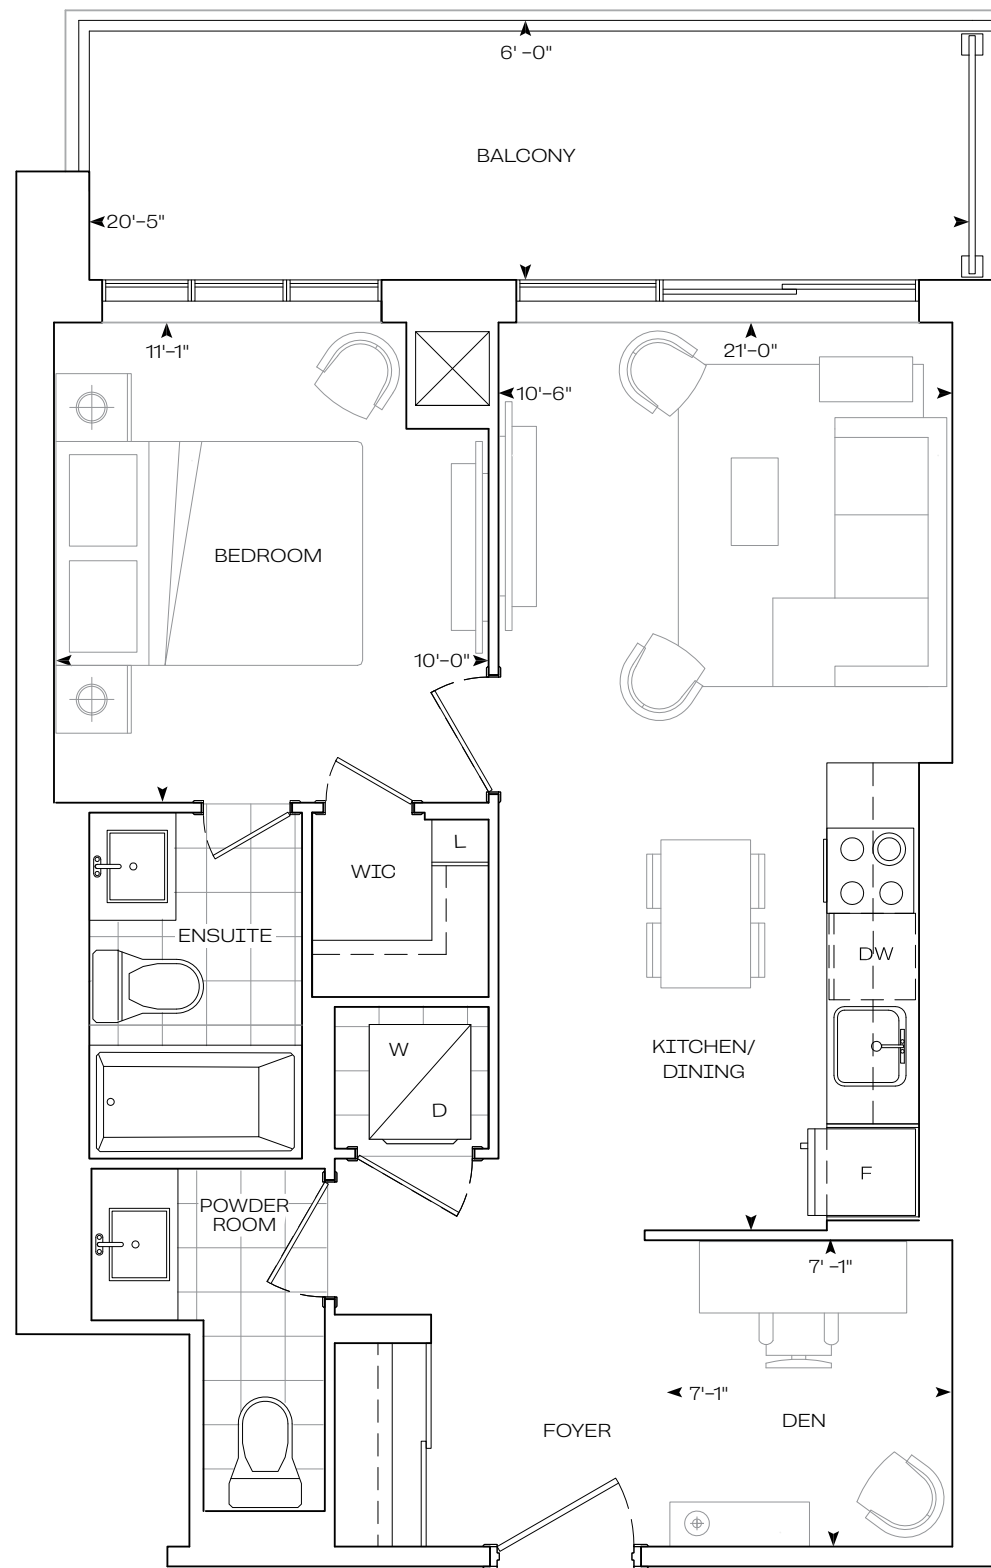 6'-0"
BALCONY
20'-5"
11'-1"
21'-0"
10'-6"
BEDROOM
10'-0"
L
WIC
ENSUITE
DW
W
KITCHEN/
DINING
D
F
POWDER
ROOM
7'-1"
7'-1"
DEN
FOYER